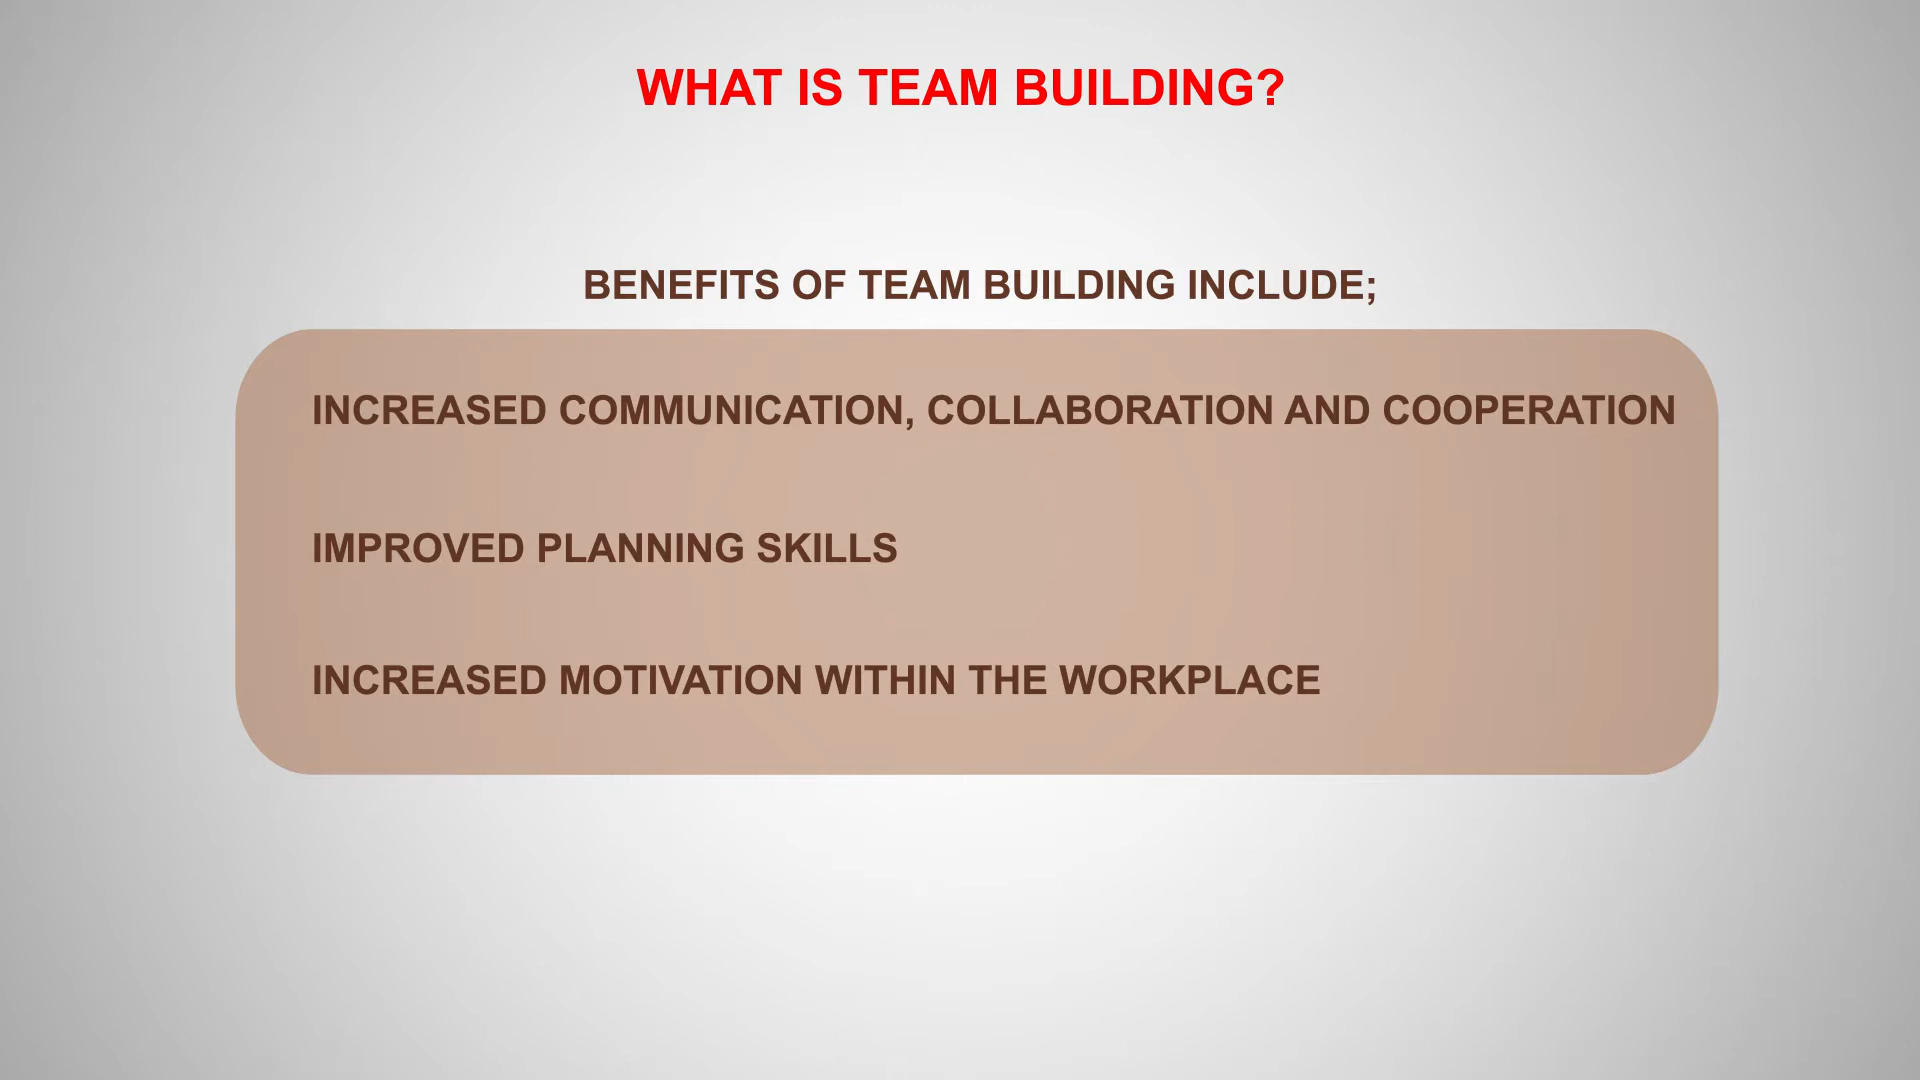 WHAT IS TEAM BUILDING?
BENEFITS OF TEAM BUILDING INCLUDE;
INCREASED COMMUNICATION, COLLABORATION AND COOPERATION
IMPROVED PLANNING SKILLS
INCREASED MOTIVATION WITHIN THE WORKPLACE